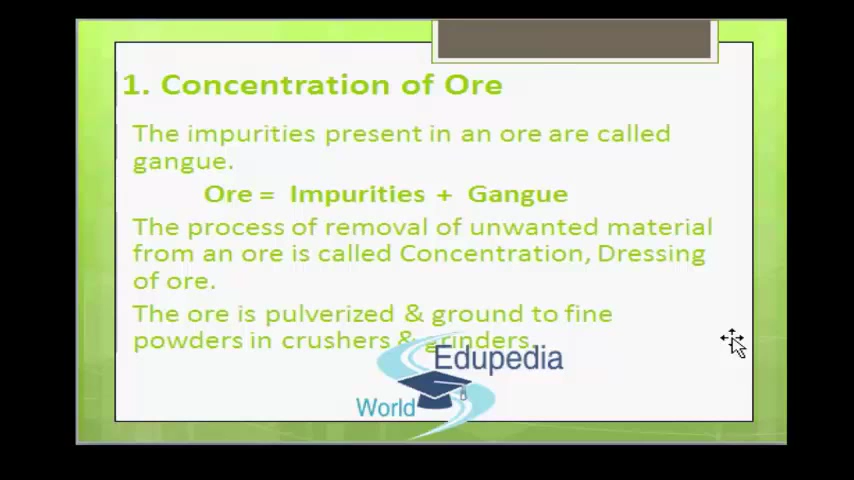 1. Concentration of Ore
The impurities present in an ore are called
gangue.
Ore = Impurities + Gangue
The process of removal of unwanted material
from an ore is called Concentration, Dressing
of ore.
The ore is pulverized & ground to fine
powders in crushers & grinders.
Edupedia
World